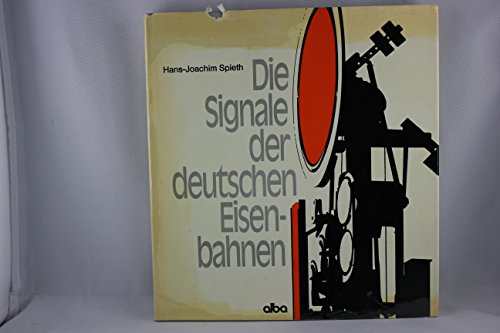 Hans-Joachim Spieth
Die
Signale
der
deutschen
Eisen-
bahnen
alba